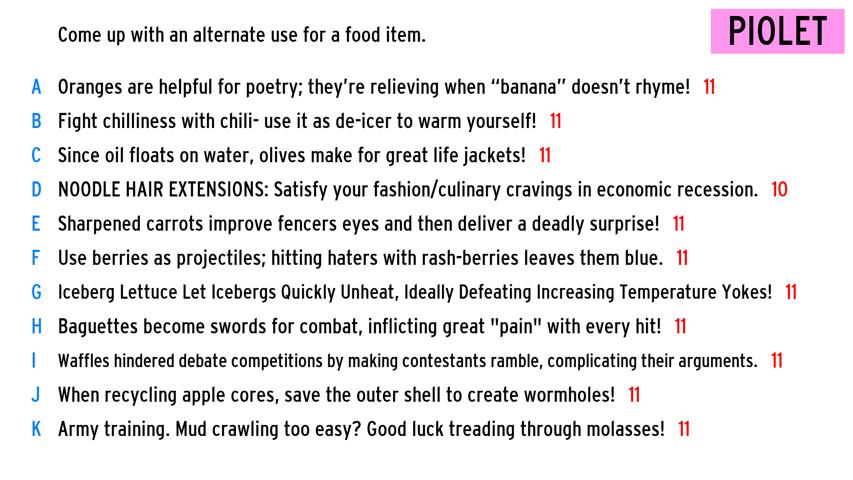 Come up with an alternate use for a food item.
PIOLET
A Oranges are helpful for poetry; they're relieving when “banana” doesn't rhyme! 11
B Fight chilliness with chili- use it as de-icer to warm yourself! 11
C Since oil floats on water, olives make for great life jackets! 11
D NOODLE HAIR EXTENSIONS: Satisfy your fashion/culinary cravings in economic recession. 10
E Sharpened carrots improve fencers eyes and then deliver a deadly surprise! 11
F Use berries as projectiles; hitting haters with rash-berries leaves them blue. 11
G Iceberg Lettuce Let Icebergs Quickly Unheat, Ideally Defeating Increasing Temperature Yokes! 11
H Baguettes become swords for combat, inflicting great "pain" with every hit! 11
I Waffles hindered debate competitions by making contestants ramble, complicating their arguments. 11
J When recycling apple cores, save the outer shell to create wormholes! 11
K Army training. Mud crawling too easy? Good luck treading through molasses! 11